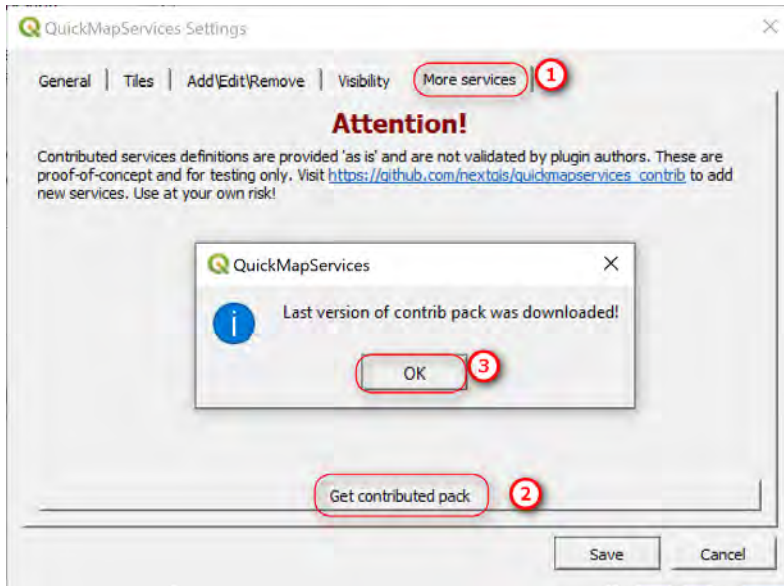 QuickMapServices Settings
General | Tiles | Add\Edit\Remove | Visibility | More services 1
Attention!
Contributed services definitions are provided 'as is' and are not validated by plugin authors. These are
proof-of-concept and for testing only. Visit https://github.com/nextgis/quickmapservices_contrib to add
new services. Use at your own risk!
QuickMapServices
Last version of contrib pack was downloaded!
OK 3
Get contributed pack 2
Save Cancel